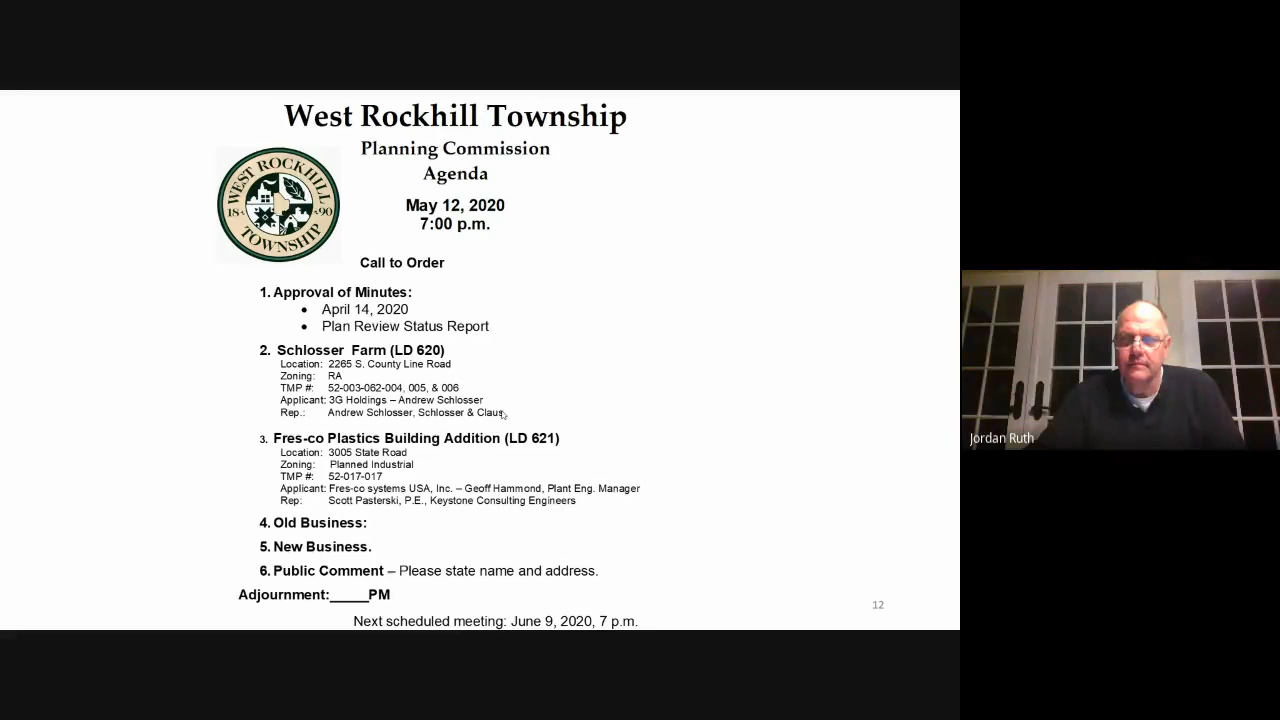 West Rockhill Township
Planning Commission
Agenda
WEST ROCKHILL
18 90
TOWNSHIP
May 12, 2020
7:00 p.m.
Call to Order
1. Approval of Minutes:
• April 14, 2020
• Plan Review Status Report
2. Schlosser Farm (LD 620)
Location: 2265 S. County Line Road
Zoning: RA
TMP #: 52-003-062-004, 005, & 006
Applicant: 3G Holdings – Andrew Schlosser
Rep.: Andrew Schlosser, Schlosser & Claus
3. Fres-co Plastics Building Addition (LD 621)
Location: 3005 State Road
Zoning: Planned Industrial
TMP #: 52-017-017
Applicant: Fres-co systems USA, Inc. – Geoff Hammond, Plant Eng. Manager
Rep: Scott Pasterski, P.E., Keystone Consulting Engineers
4. Old Business:
5. New Business.
6. Public Comment – Please state name and address.
Adjournment:_____PM
12
Next scheduled meeting: June 9, 2020, 7 p.m.
Jordan Ruth